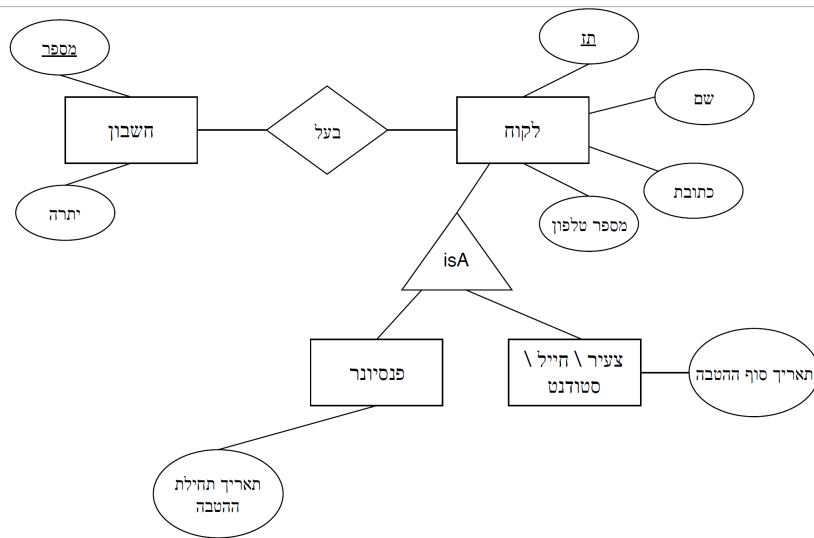 תז
מספר
שם
לקוח
בעל
חשבון
כתובת
מספר טלפון
יתרה
isA
צעיר \ חייל \
סטודנט
פנסיונר
תאריך סוף ההטבה
תאריך תחילת
ההטבה